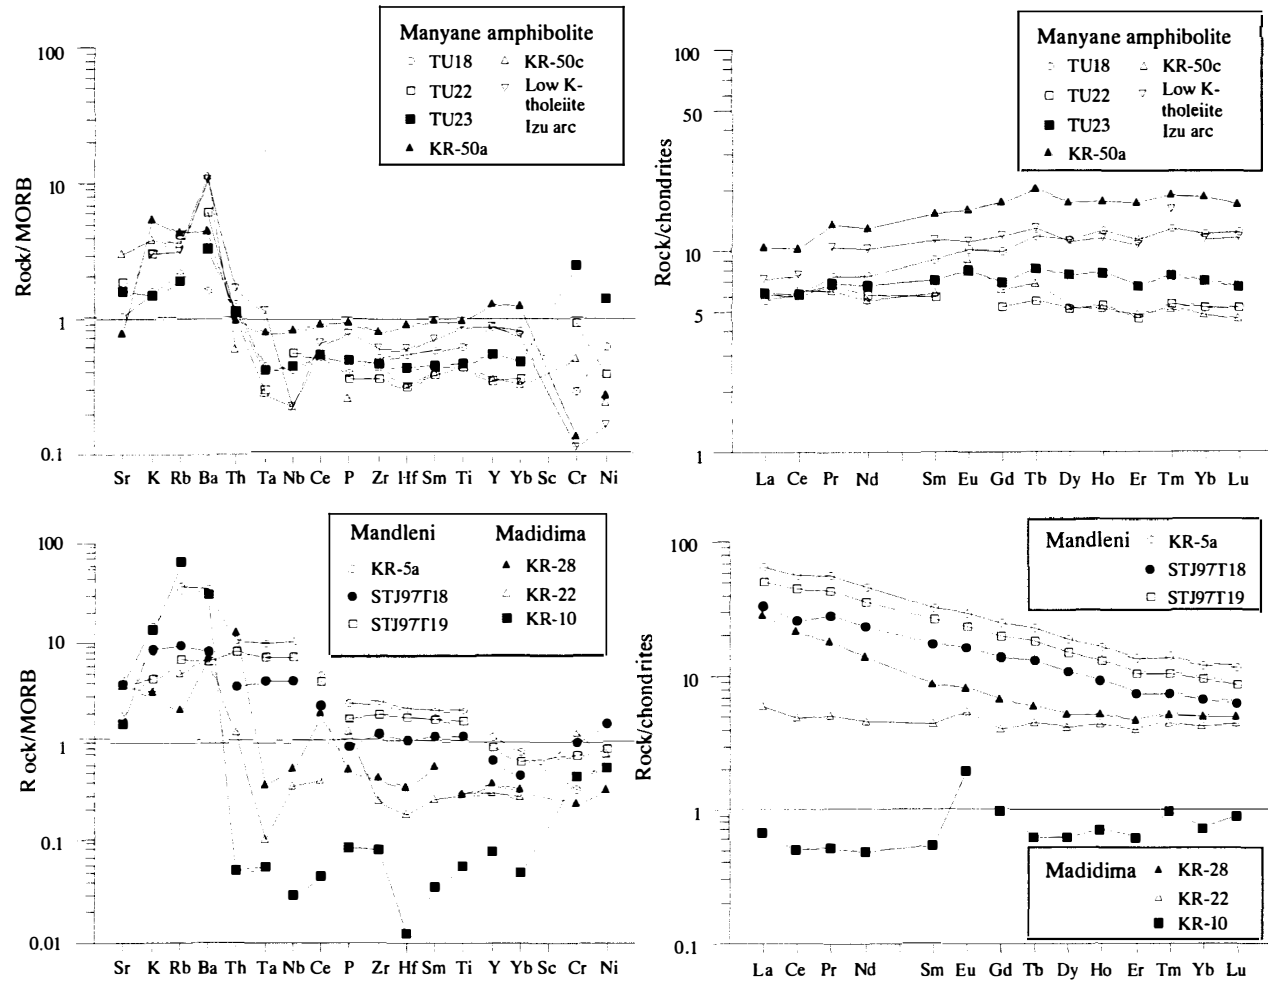 Manyane amphibolite
TU18
KR-50c
TU22
Low K-
tholeiite
Izu arc
TU23
KR-50a
100
10
1
0.1
Rock/MORB
Sr K Rb Ba Th Ta Nb Ce P Zr Hf Sm Ti Y Yb Sc Cr Ni
Manyane amphibolite
TU18
KR-50c
TU22
Low K-
tholeiite
Izu arc
TU23
KR-50a
100
50
10
5
1
Rock/chondrites
La Ce Pr Nd Sm Eu Gd Tb Dy Ho Er Tm Yb Lu
Mandleni
KR-5a
STJ97T18
STJ97T19
Madidima
KR-28
KR-22
KR-10
100
10
1
0.1
0.01
Rock/MORB
Sr K Rb Ba Th Ta Nb Ce P Zr Hf Sm Ti Y Yb Sc Cr Ni
Mandleni
KR-5a
STJ97T18
STJ97T19
100
10
1
0.1
Rock/chondrites
Madidima
KR-28
KR-22
KR-10
La Ce Pr Nd Sm Eu Gd Tb Dy Ho Er Tm Yb Lu